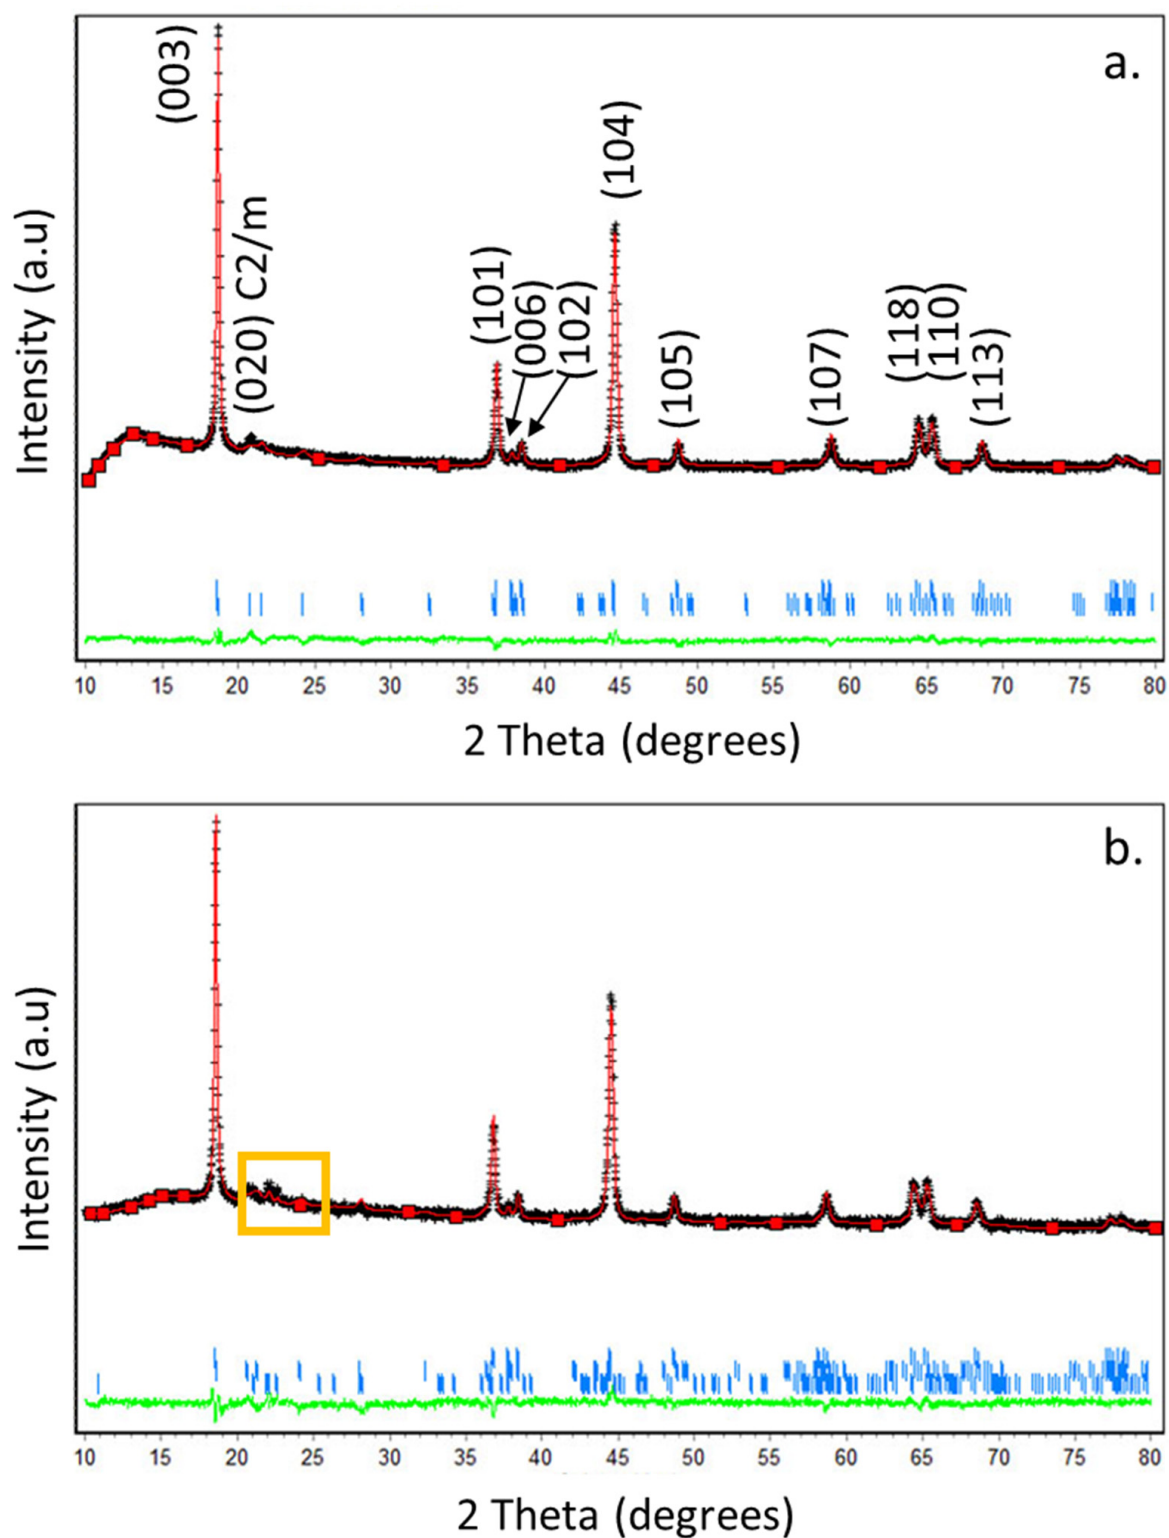 a.
(003)
(020) C2/m
(101)
(006)
(102)
(104)
(105)
(107)
(118)
(110)
(113)
Intensity (a.u)
10 15 20 25 30 35 40 45 50 55 60 65 70 75 80
2 Theta (degrees)
b.
Intensity (a.u)
10 15 20 25 30 35 40 45 50 55 60 65 70 75 80
2 Theta (degrees)